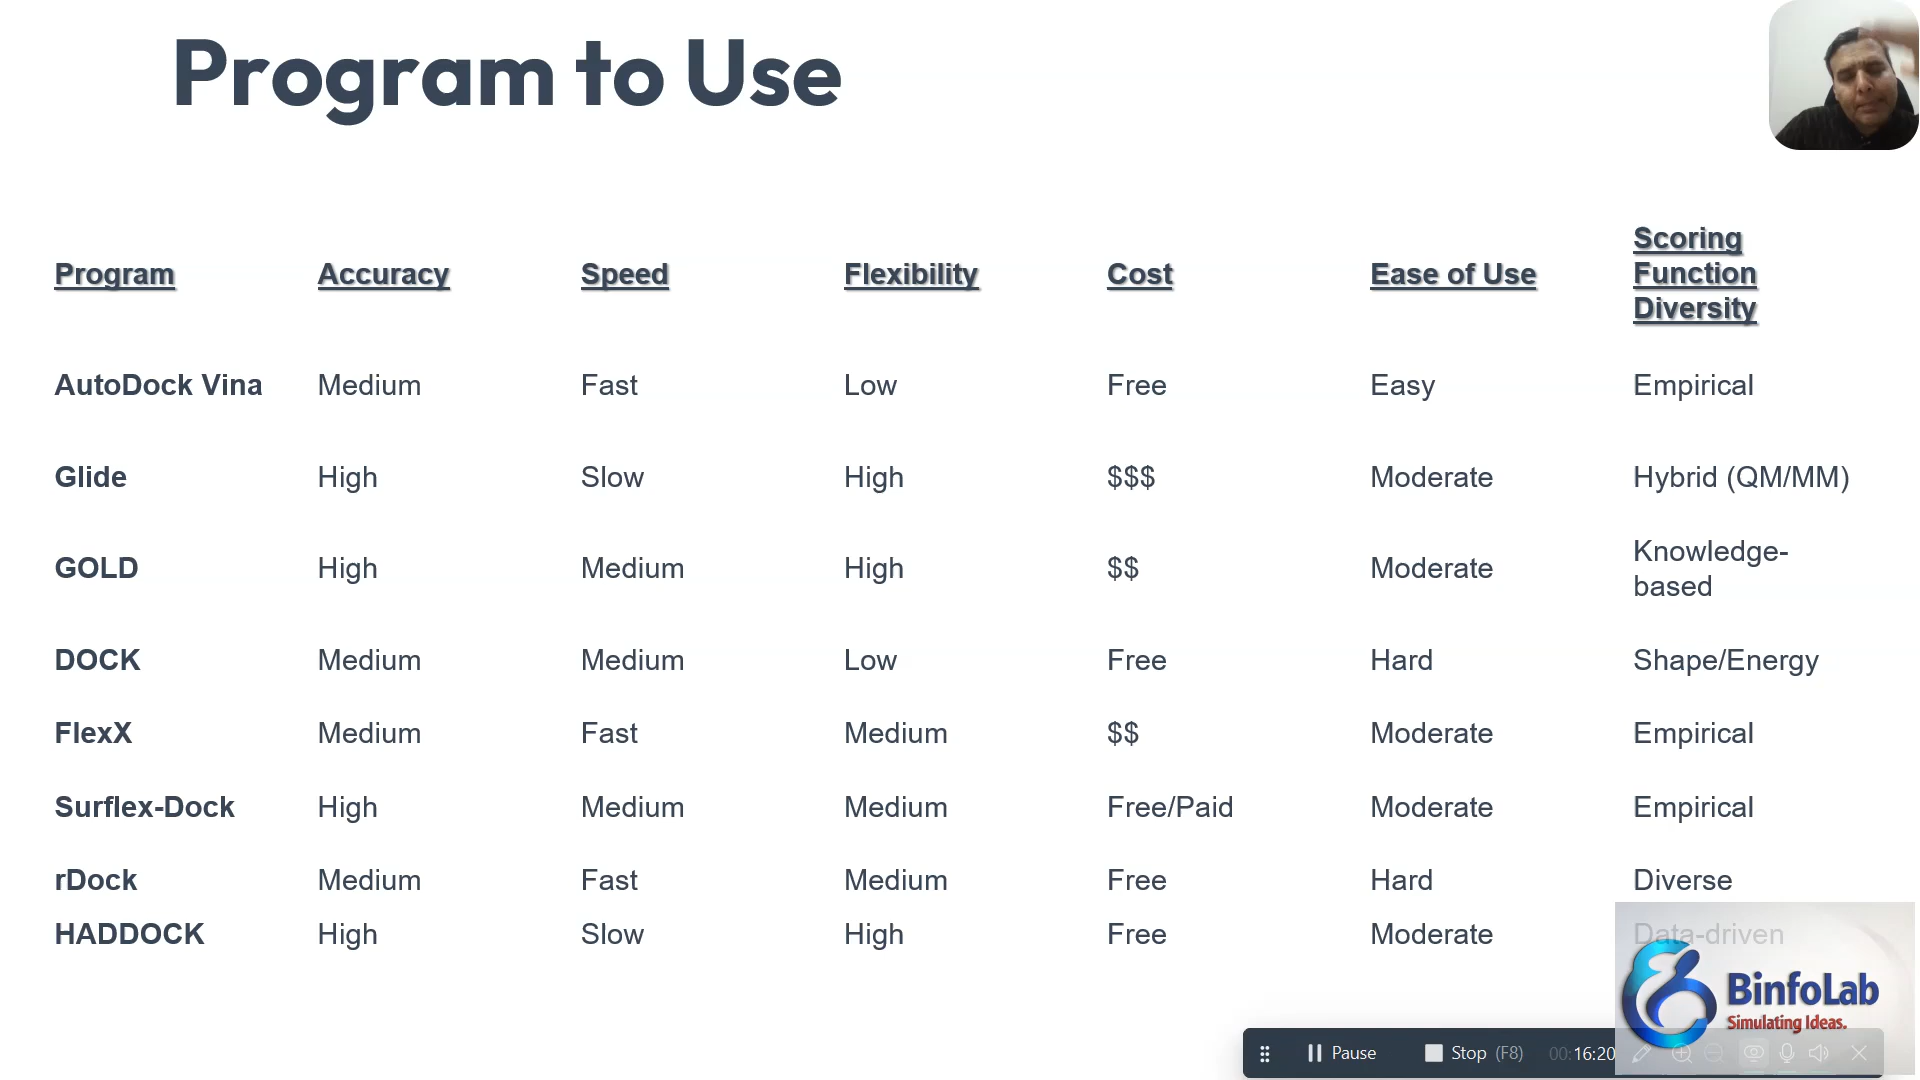 Program to Use
Program Accuracy Speed Flexibility Cost Ease of Use Scoring Function Diversity
AutoDock Vina Medium Fast Low Free Easy Empirical
Glide High Slow High $$$ Moderate Hybrid (QM/MM)
GOLD High Medium High $$ Moderate Knowledge-based
DOCK Medium Medium Low Free Hard Shape/Energy
FlexX Medium Fast Medium $$ Moderate Empirical
Surflex-Dock High Medium Medium Free/Paid Moderate Empirical
rDock Medium Fast Medium Free Hard Diverse
HADDOCK High Slow High Free Moderate Data-driven
BinfoLab
Simulating Ideas.
Pause Stop (F8) 00:16:20